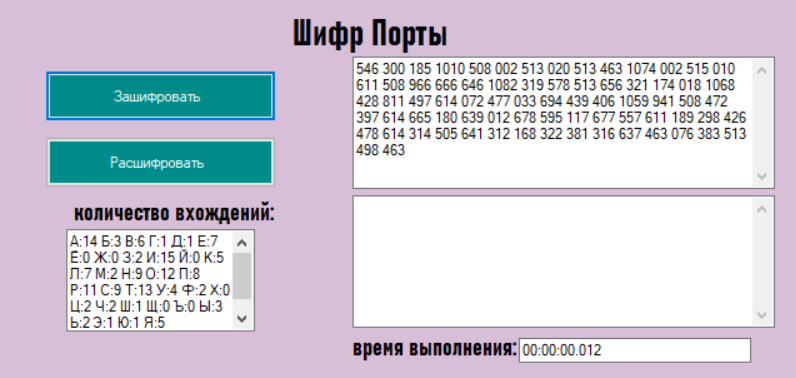 Шифр Порты
Зашифровать
Расшифровать
546 300 185 1010 508 002 513 020 513 463 1074 002 515 010
611 508 966 666 646 1082 319 578 513 656 321 174 018 1068
428 811 497 614 072 477 033 694 439 406 1059 941 508 472
397 614 665 180 639 012 678 595 117 677 557 611 189 298 426
478 614 314 505 641 312 168 322 381 316 637 463 076 383 513
498 463
количество вхождений:
А:14 Б:3 В:6 Г:1 Д:1 Е:7
Ё:0 Ж:0 З:2 И:15 Й:0 К:5
Л:7 М:2 Н:9 О:12 П:8
Р:11 С:9 Т:13 У:4 Ф:2 Х:0
Ц:2 Ч:2 Ш:1 Щ:0 Ъ:0 Ы:3
Ь:2 Э:1 Ю:1 Я:5
время выполнения:
00:00:00.012